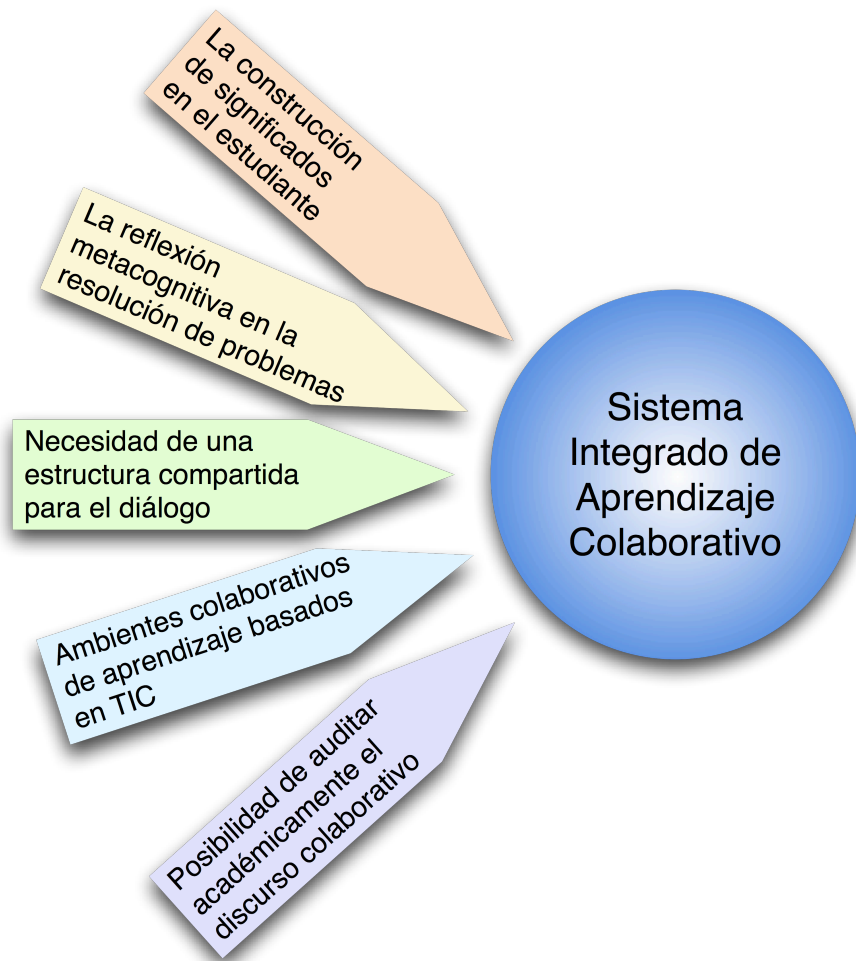 La construcción
de significados
en el estudiante
La reflexión
metacognitiva en la
resolución de problemas
Necesidad de una
estructura compartida
para el diálogo
Ambientes colaborativos
de aprendizaje basados
en TIC
Posibilidad de auditar
académicamente el
discurso colaborativo
Sistema
Integrado de
Aprendizaje
Colaborativo